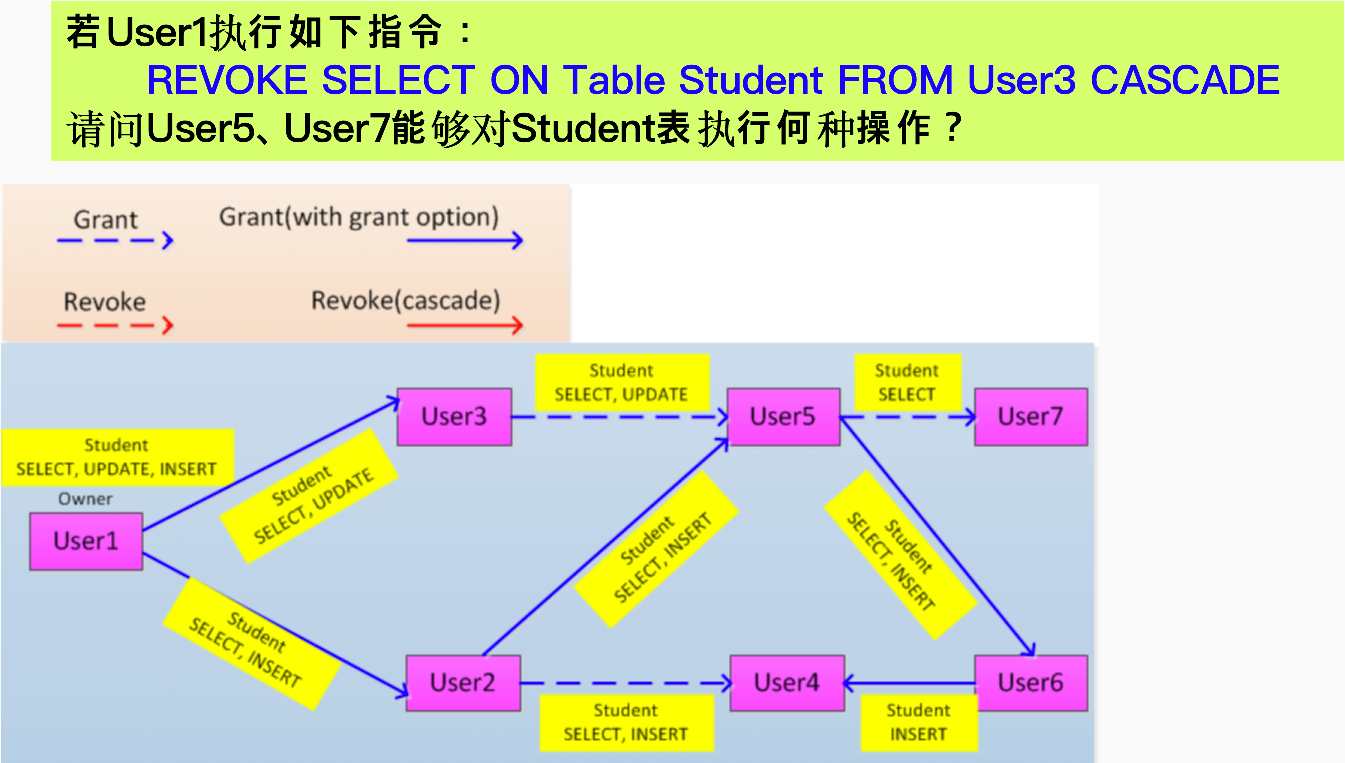 若User1执行如下指令：
REVOKE SELECT ON Table Student FROM User3 CASCADE
请问User5、User7能够对Student表执行何种操作？
Grant
Grant(with grant option)
Revoke
Revoke(cascade)
Student
SELECT, UPDATE, INSERT
Owner
User1
Student
SELECT, UPDATE
User3
Student
SELECT, UPDATE
User5
Student
SELECT
User7
Student
SELECT, INSERT
Student
SELECT, INSERT
Student
SELECT, INSERT
User2
Student
SELECT, INSERT
User4
Student
INSERT
User6